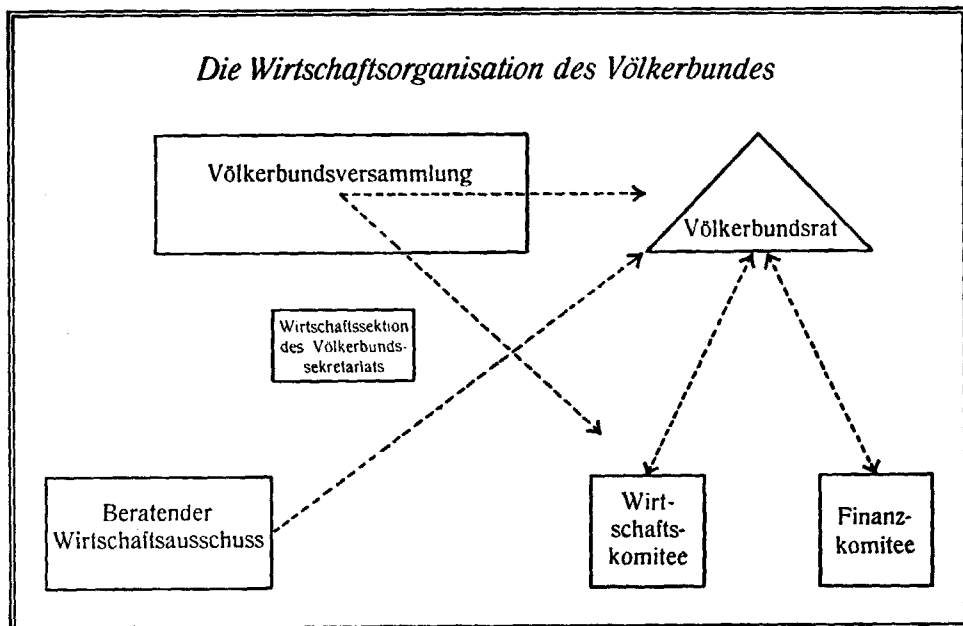 Die Wirtschaftsorganisation des Völkerbundes
Völkerbundsversammlung
Völkerbundsrat
Wirtschaftssektion
des Völkerbunds-
sekretariats
Beratender
Wirtschaftsausschuss
Wirt-
schafts-
komitee
Finanz-
komitee